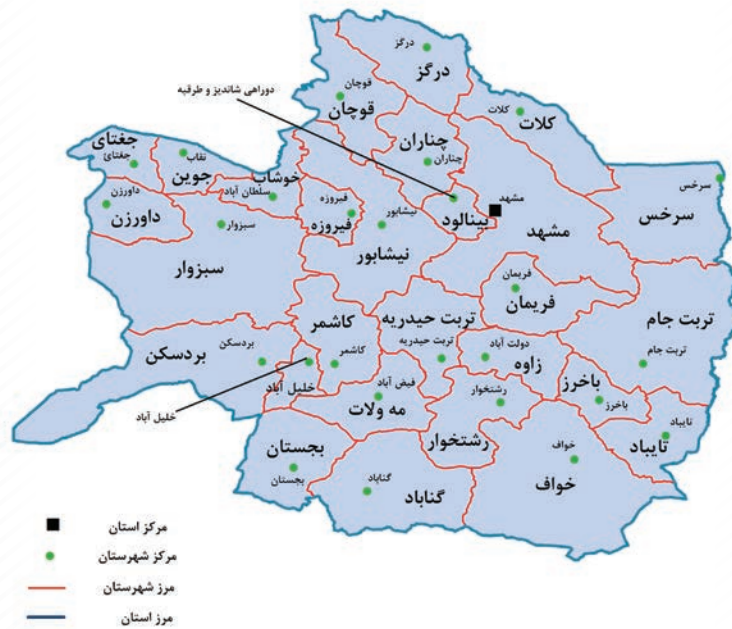 درگز
درگز
قوچان
قوچان
دوراهی شاندیز و طرقبه
کلات
کلات
چناران
چناران
جغتای
جغتای
نقاب
جوین
خوشاب
سلطان آباد
داورزن
داورزن
سبزوار
سبزوار
فیروزه
فیروزه
نیشابور
نیشابور
بینالود
مشهد
مشهد
سرخس
سرخس
فریمان
فریمان
تربت جام
تربت جام
کاشمر
کاشمر
تربت حیدریه
تربت حیدریه
دولت آباد
زاوه
بردسکن
بردسکن
خلیل آباد
خلیل آباد
فیض آباد
مه ولات
رشتخوار
رشتخوار
باخرز
باخرز
تایباد
تایباد
خواف
خواف
بجستان
بجستان
گناباد
گناباد
مرکز استان
مرکز شهرستان
مرز شهرستان
مرز استان